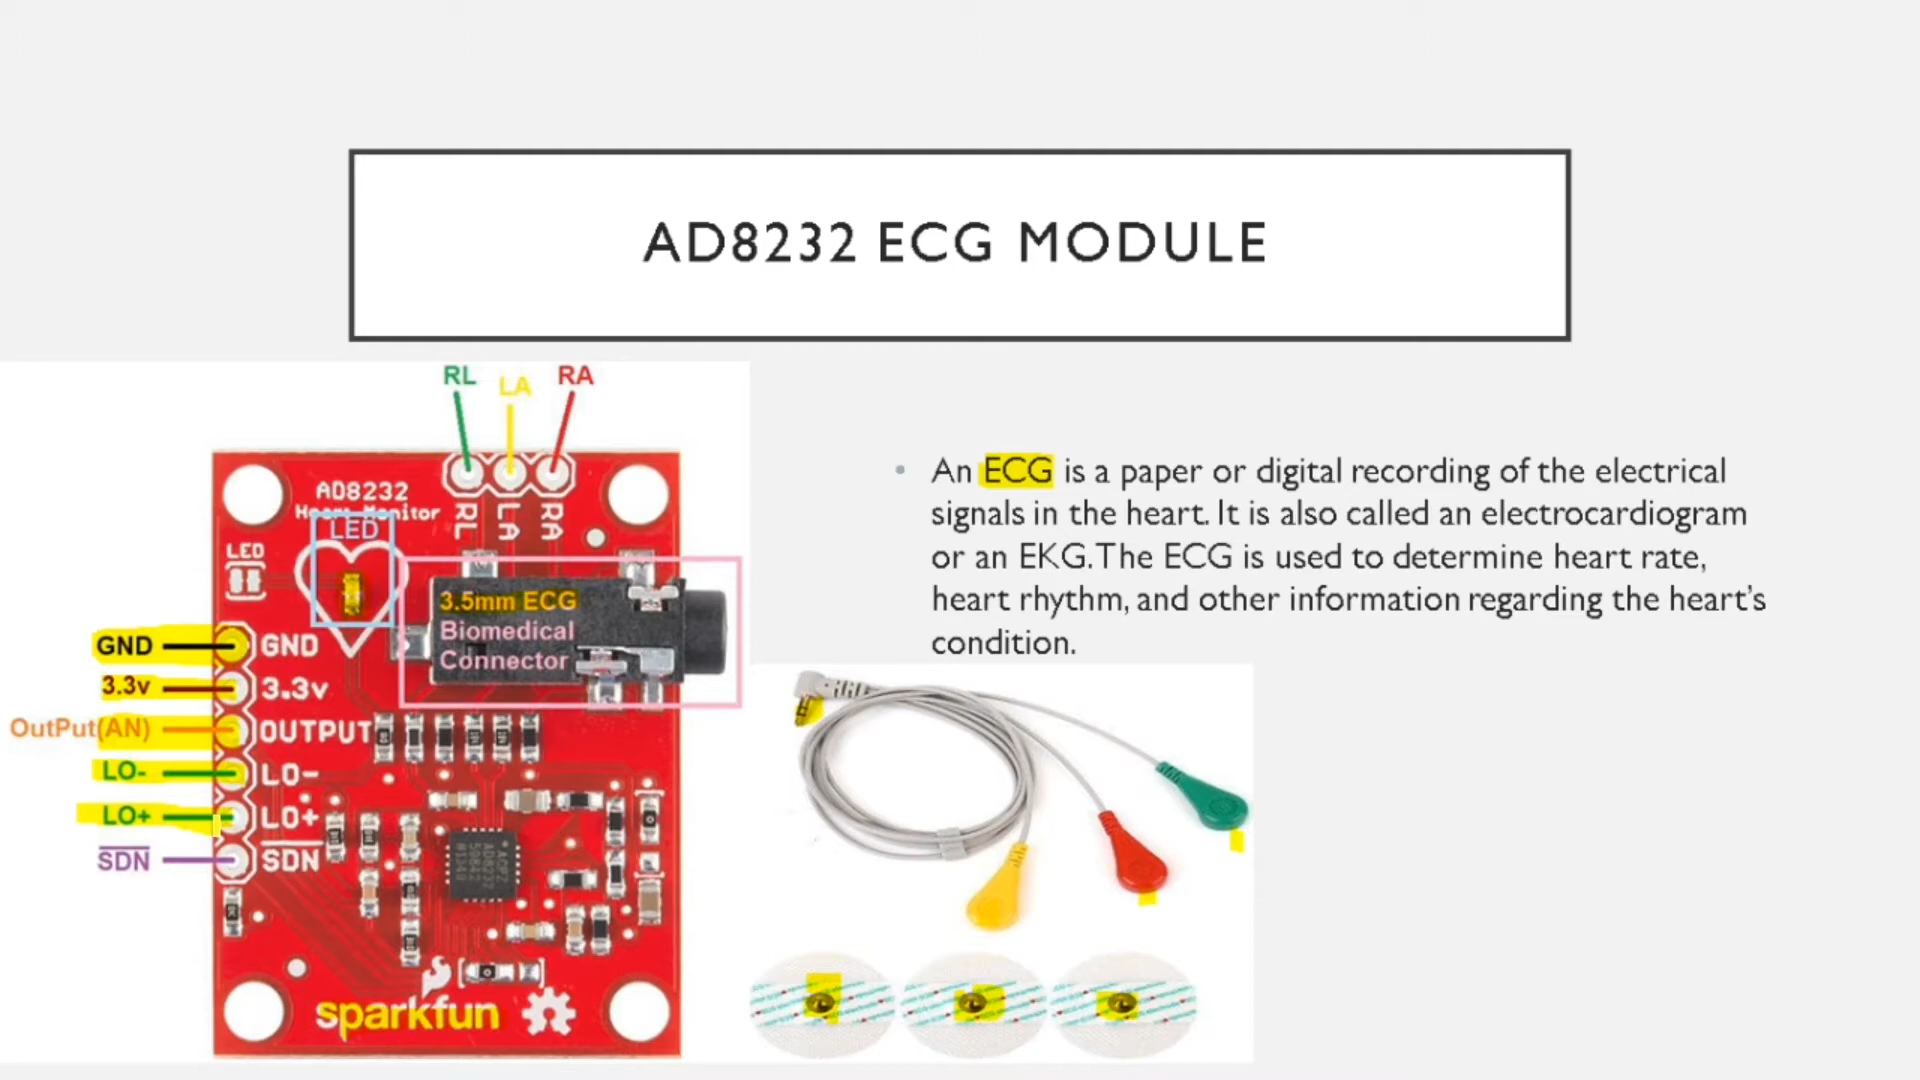 AD8232 ECG MODULE
RL LA RA
AD8232
Heart Monitor
LED
LED
RL LA RA
3.5mm ECG
Biomedical
Connector
GND GND
3.3v 3.3v
OutPut(AN) OUTPUT
LO- LO-
LO+ LO+
SDN SDN
sparkfun
An ECG is a paper or digital recording of the electrical
signals in the heart. It is also called an electrocardiogram
or an EKG. The ECG is used to determine heart rate,
heart rhythm, and other information regarding the heart's
condition.